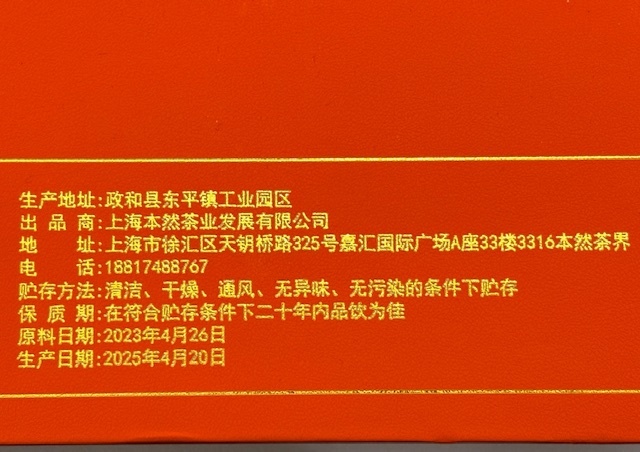 生产地址:政和县东平镇工业园区
出品商:上海本然茶业发展有限公司
地址:上海市徐汇区天钥桥路325号嘉汇国际广场A座33楼3316本然茶界
电话:18817488767
贮存方法:清洁、干燥、通风、无异味、无污染的条件下贮存
保质期:在符合贮存条件下二十年内品饮为佳
原料日期:2023年4月26日
生产日期:2025年4月20日